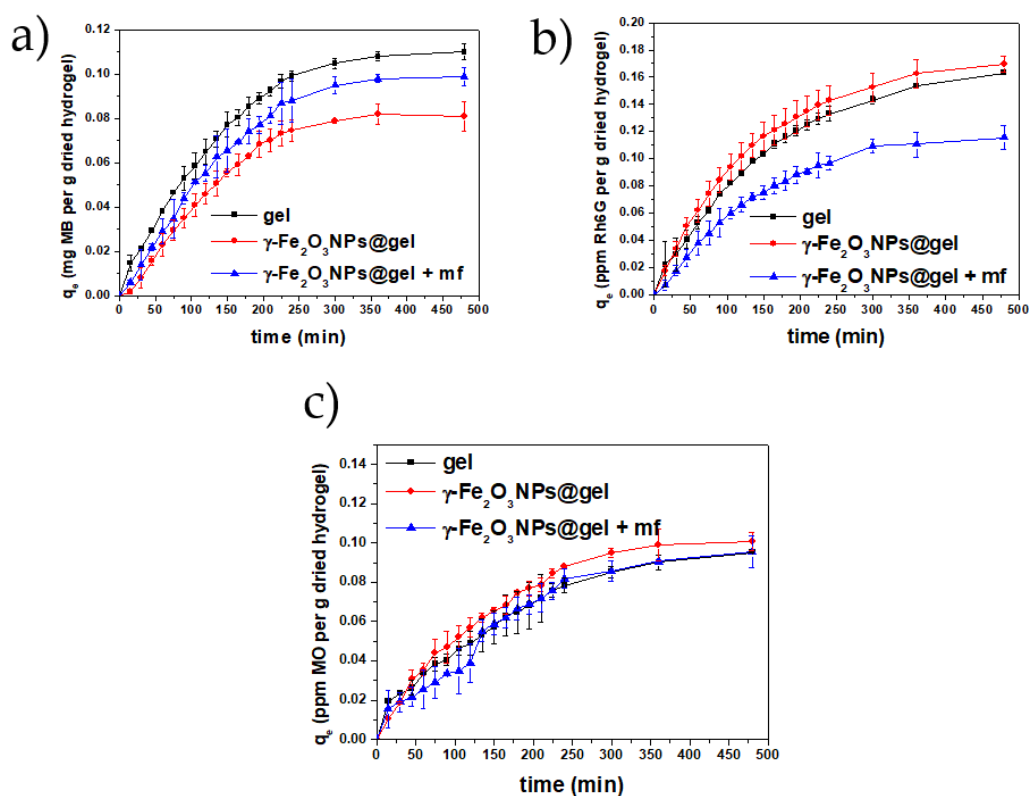 a)
q_e (mg MB per g dried hydrogel)
0.12
0.10
0.08
0.06
0.04
0.02
0.00
gel
γ-Fe₂O₃NPs@gel
γ-Fe₂O₃NPs@gel + mf
0 50 100 150 200 250 300 350 400 450 500
time (min)
b)
q_e (ppm Rh6G per g dried hydrogel)
0.20
0.18
0.16
0.14
0.12
0.10
0.08
0.06
0.04
0.02
0.00
gel
γ-Fe₂O₃NPs@gel
γ-Fe₂O₃NPs@gel + mf
0 50 100 150 200 250 300 350 400 450 500
time (min)
c)
q_e (ppm MO per g dried hydrogel)
0.14
0.12
0.10
0.08
0.06
0.04
0.02
0.00
gel
γ-Fe₂O₃NPs@gel
γ-Fe₂O₃NPs@gel + mf
0 50 100 150 200 250 300 350 400 450 500
time (min)